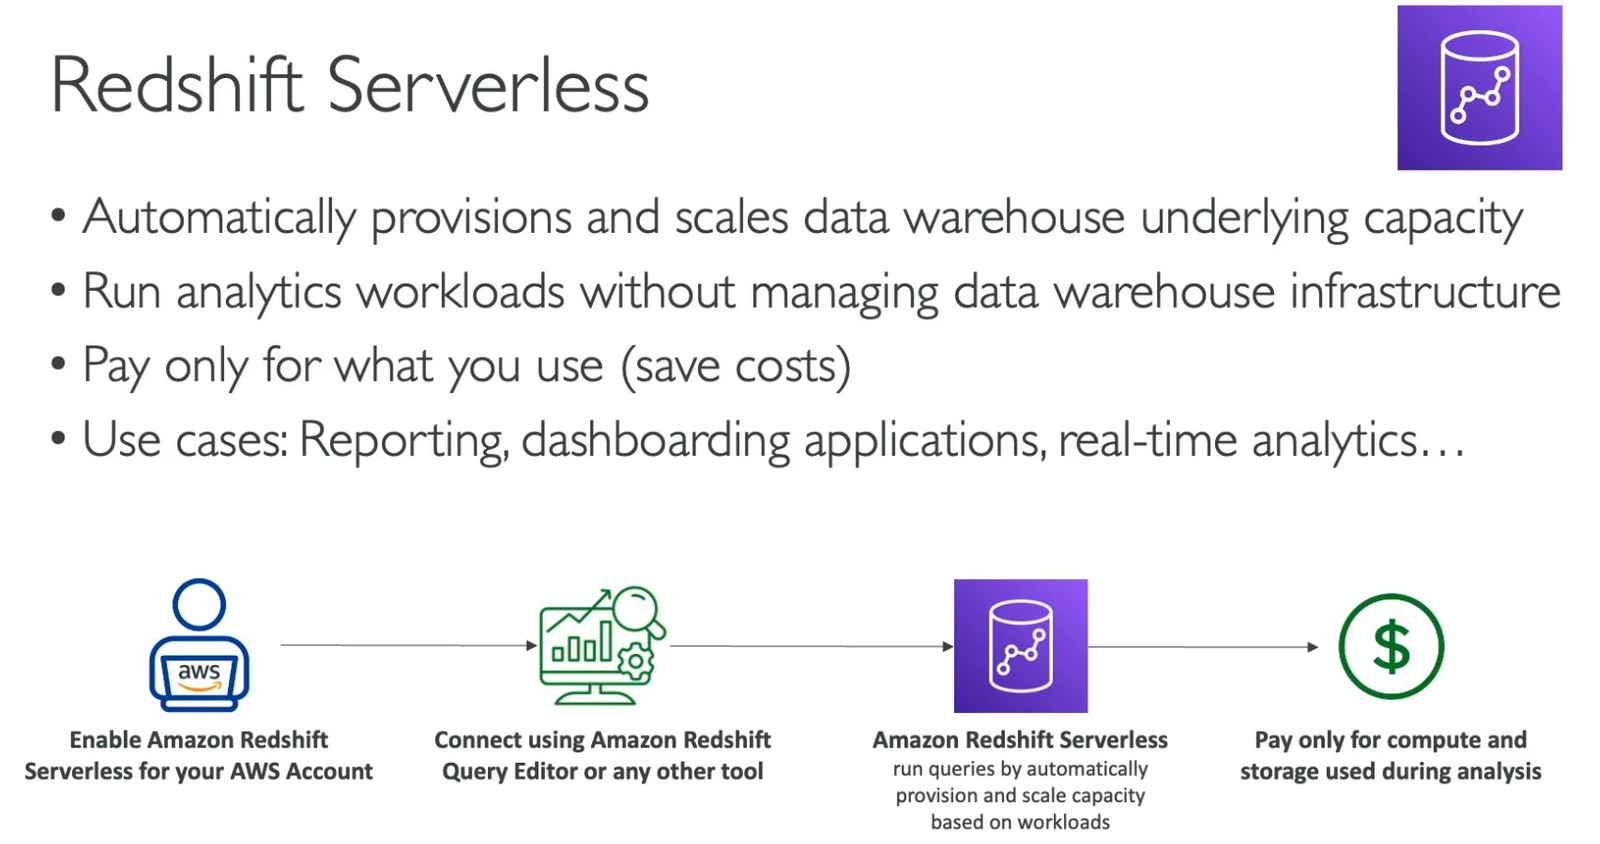 Redshift Serverless
• Automatically provisions and scales data warehouse underlying capacity
• Run analytics workloads without managing data warehouse infrastructure
• Pay only for what you use (save costs)
• Use cases: Reporting, dashboarding applications, real-time analytics…
aws
Enable Amazon Redshift
Serverless for your AWS Account
Connect using Amazon Redshift
Query Editor or any other tool
Amazon Redshift Serverless
run queries by automatically
provision and scale capacity
based on workloads
$
Pay only for compute and
storage used during analysis